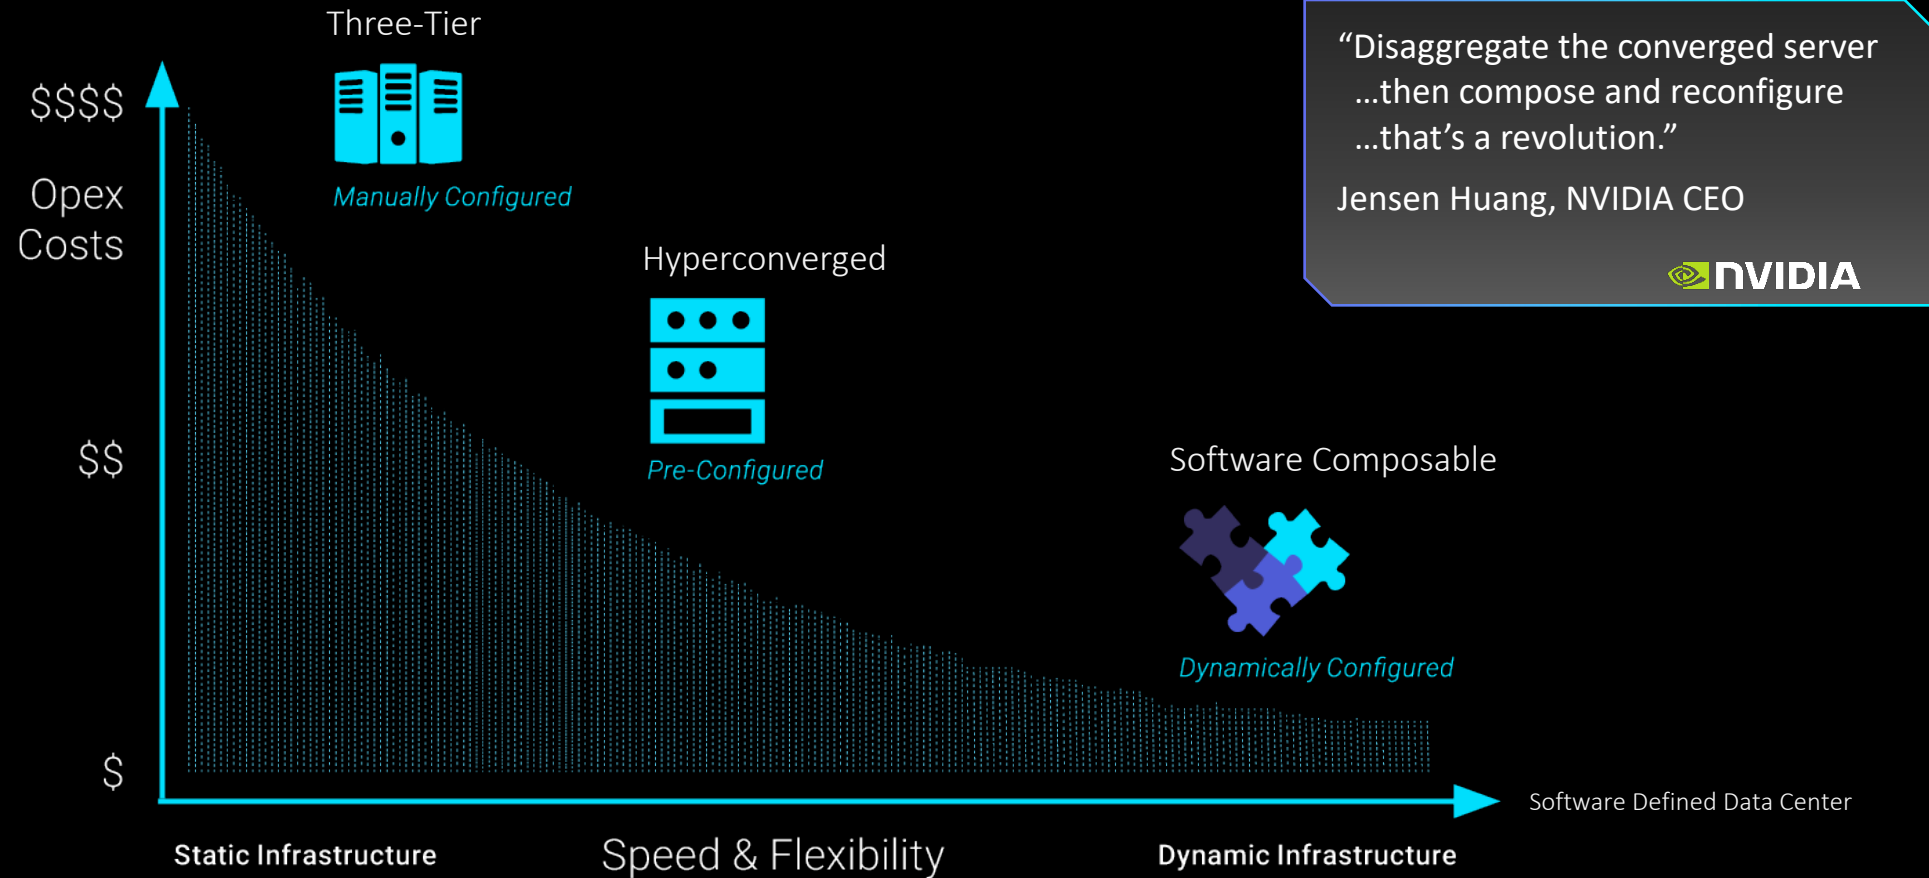 Three-Tier
$$$$
Manually Configured
Opex
Costs
“Disaggregate the converged server
…then compose and reconfigure
…that’s a revolution.”
Jensen Huang, NVIDIA CEO
NVIDIA
Hyperconverged
Pre-Configured
$$
Software Composable
Dynamically Configured
$
Software Defined Data Center
Static Infrastructure
Speed & Flexibility
Dynamic Infrastructure